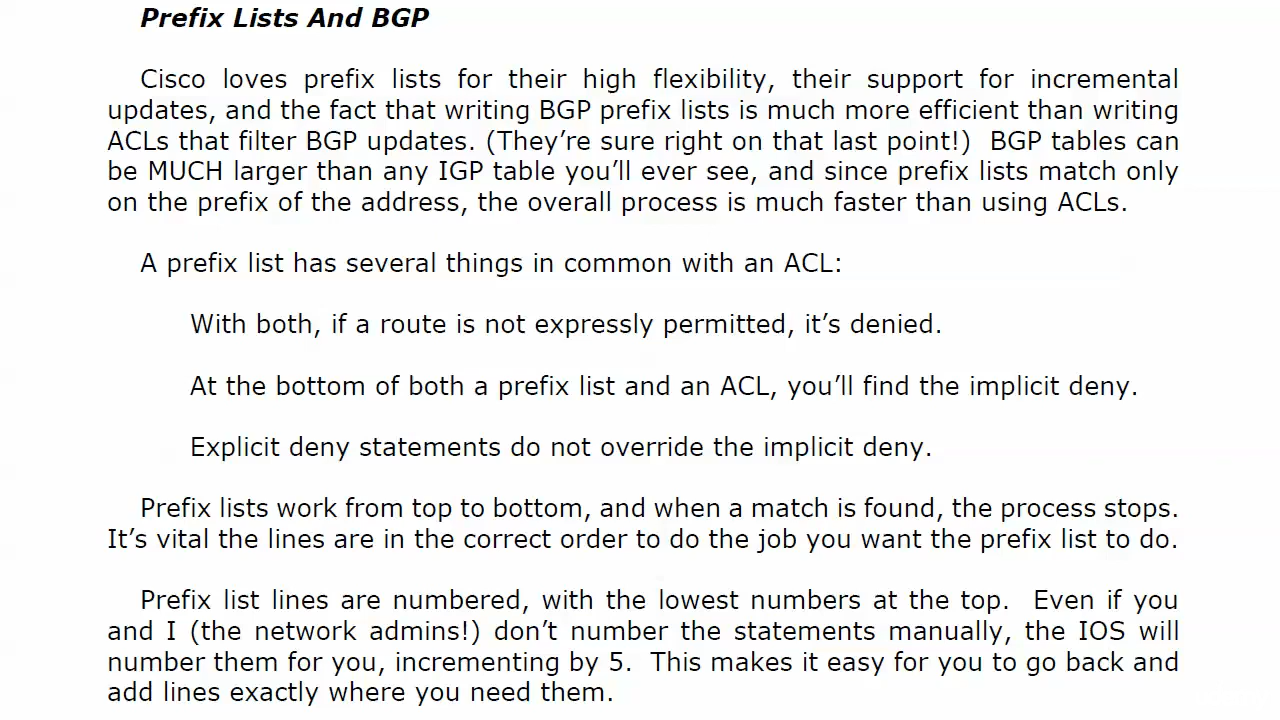 Prefix Lists And BGP
Cisco loves prefix lists for their high flexibility, their support for incremental
updates, and the fact that writing BGP prefix lists is much more efficient than writing
ACLs that filter BGP updates. (They’re sure right on that last point!)  BGP tables can
be MUCH larger than any IGP table you’ll ever see, and since prefix lists match only
on the prefix of the address, the overall process is much faster than using ACLs.
A prefix list has several things in common with an ACL:
With both, if a route is not expressly permitted, it’s denied.
At the bottom of both a prefix list and an ACL, you’ll find the implicit deny.
Explicit deny statements do not override the implicit deny.
Prefix lists work from top to bottom, and when a match is found, the process stops.
It’s vital the lines are in the correct order to do the job you want the prefix list to do.
Prefix list lines are numbered, with the lowest numbers at the top.  Even if you
and I (the network admins!) don’t number the statements manually, the IOS will
number them for you, incrementing by 5.  This makes it easy for you to go back and
add lines exactly where you need them.